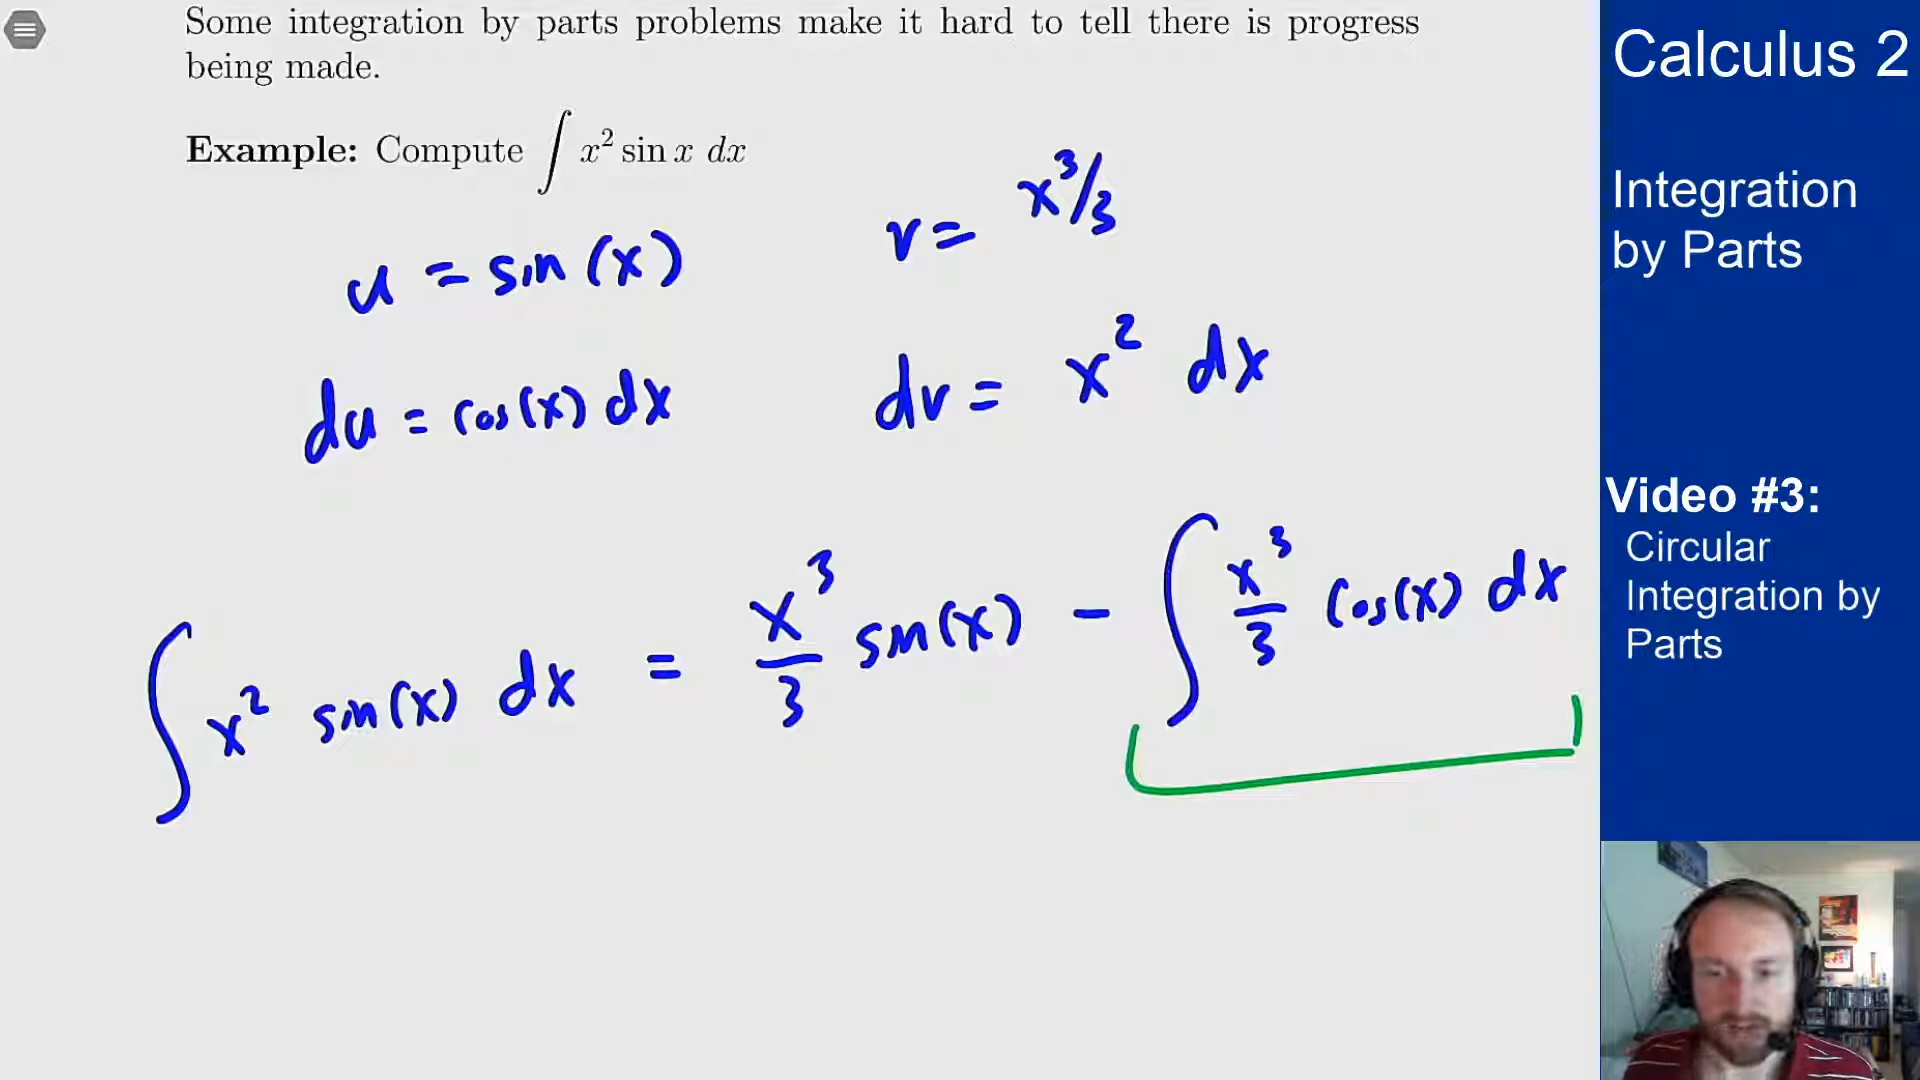 Some integration by parts problems make it hard to tell there is progress
being made.
Example: Compute ∫ x² sin x dx
u = sin(x)
v = x³/3
du = cos(x) dx
dv = x² dx
∫ x² sin(x) dx = x³/3 sin(x) - ∫ x³/3 cos(x) dx
Calculus 2
Integration
by Parts
Video #3:
Circular
Integration by
Parts